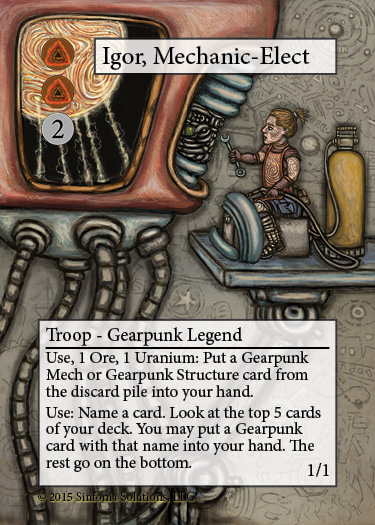 Igor, Mechanic-Elect
2
Troop - Gearpunk Legend
Use, 1 Ore, 1 Uranium: Put a Gearpunk
Mech or Gearpunk Structure card from
the discard pile into your hand.
Use: Name a card. Look at the top 5 cards
of your deck. You may put a Gearpunk
card with that name into your hand. The
rest go on the bottom.
1/1
© 2015 Sinfonia Solutions, LLC